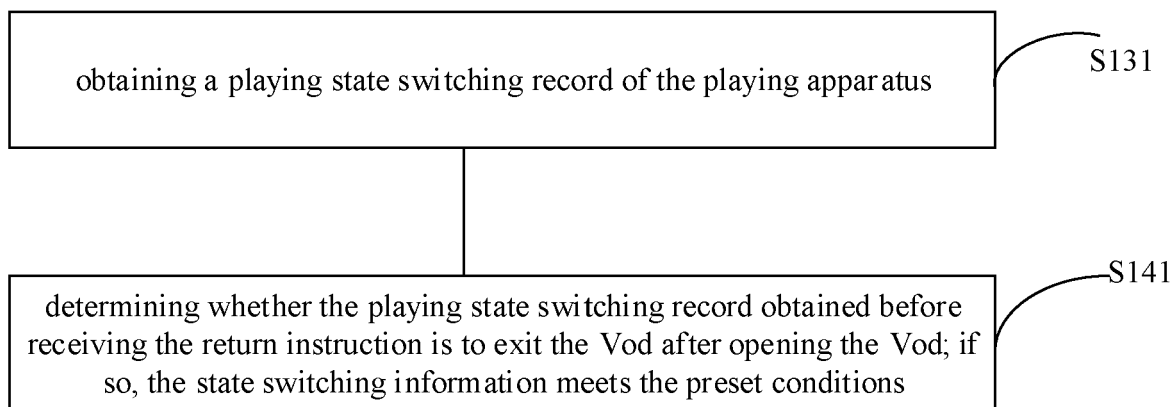 obtaining a playing state switching record of the playing apparatus
S131
S141
determining whether the playing state switching record obtained before
receiving the return instruction is to exit the Vod after opening the Vod; if
so, the state switching information meets the preset conditions